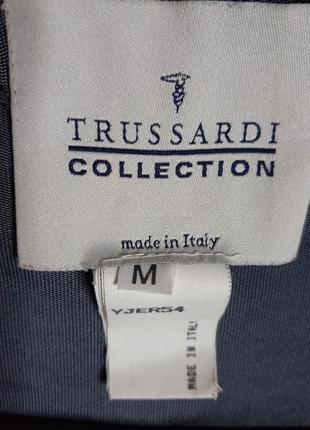 TRUSSARDI
COLLECTION
made in Italy
M
YJER54
MADE IN ITALY